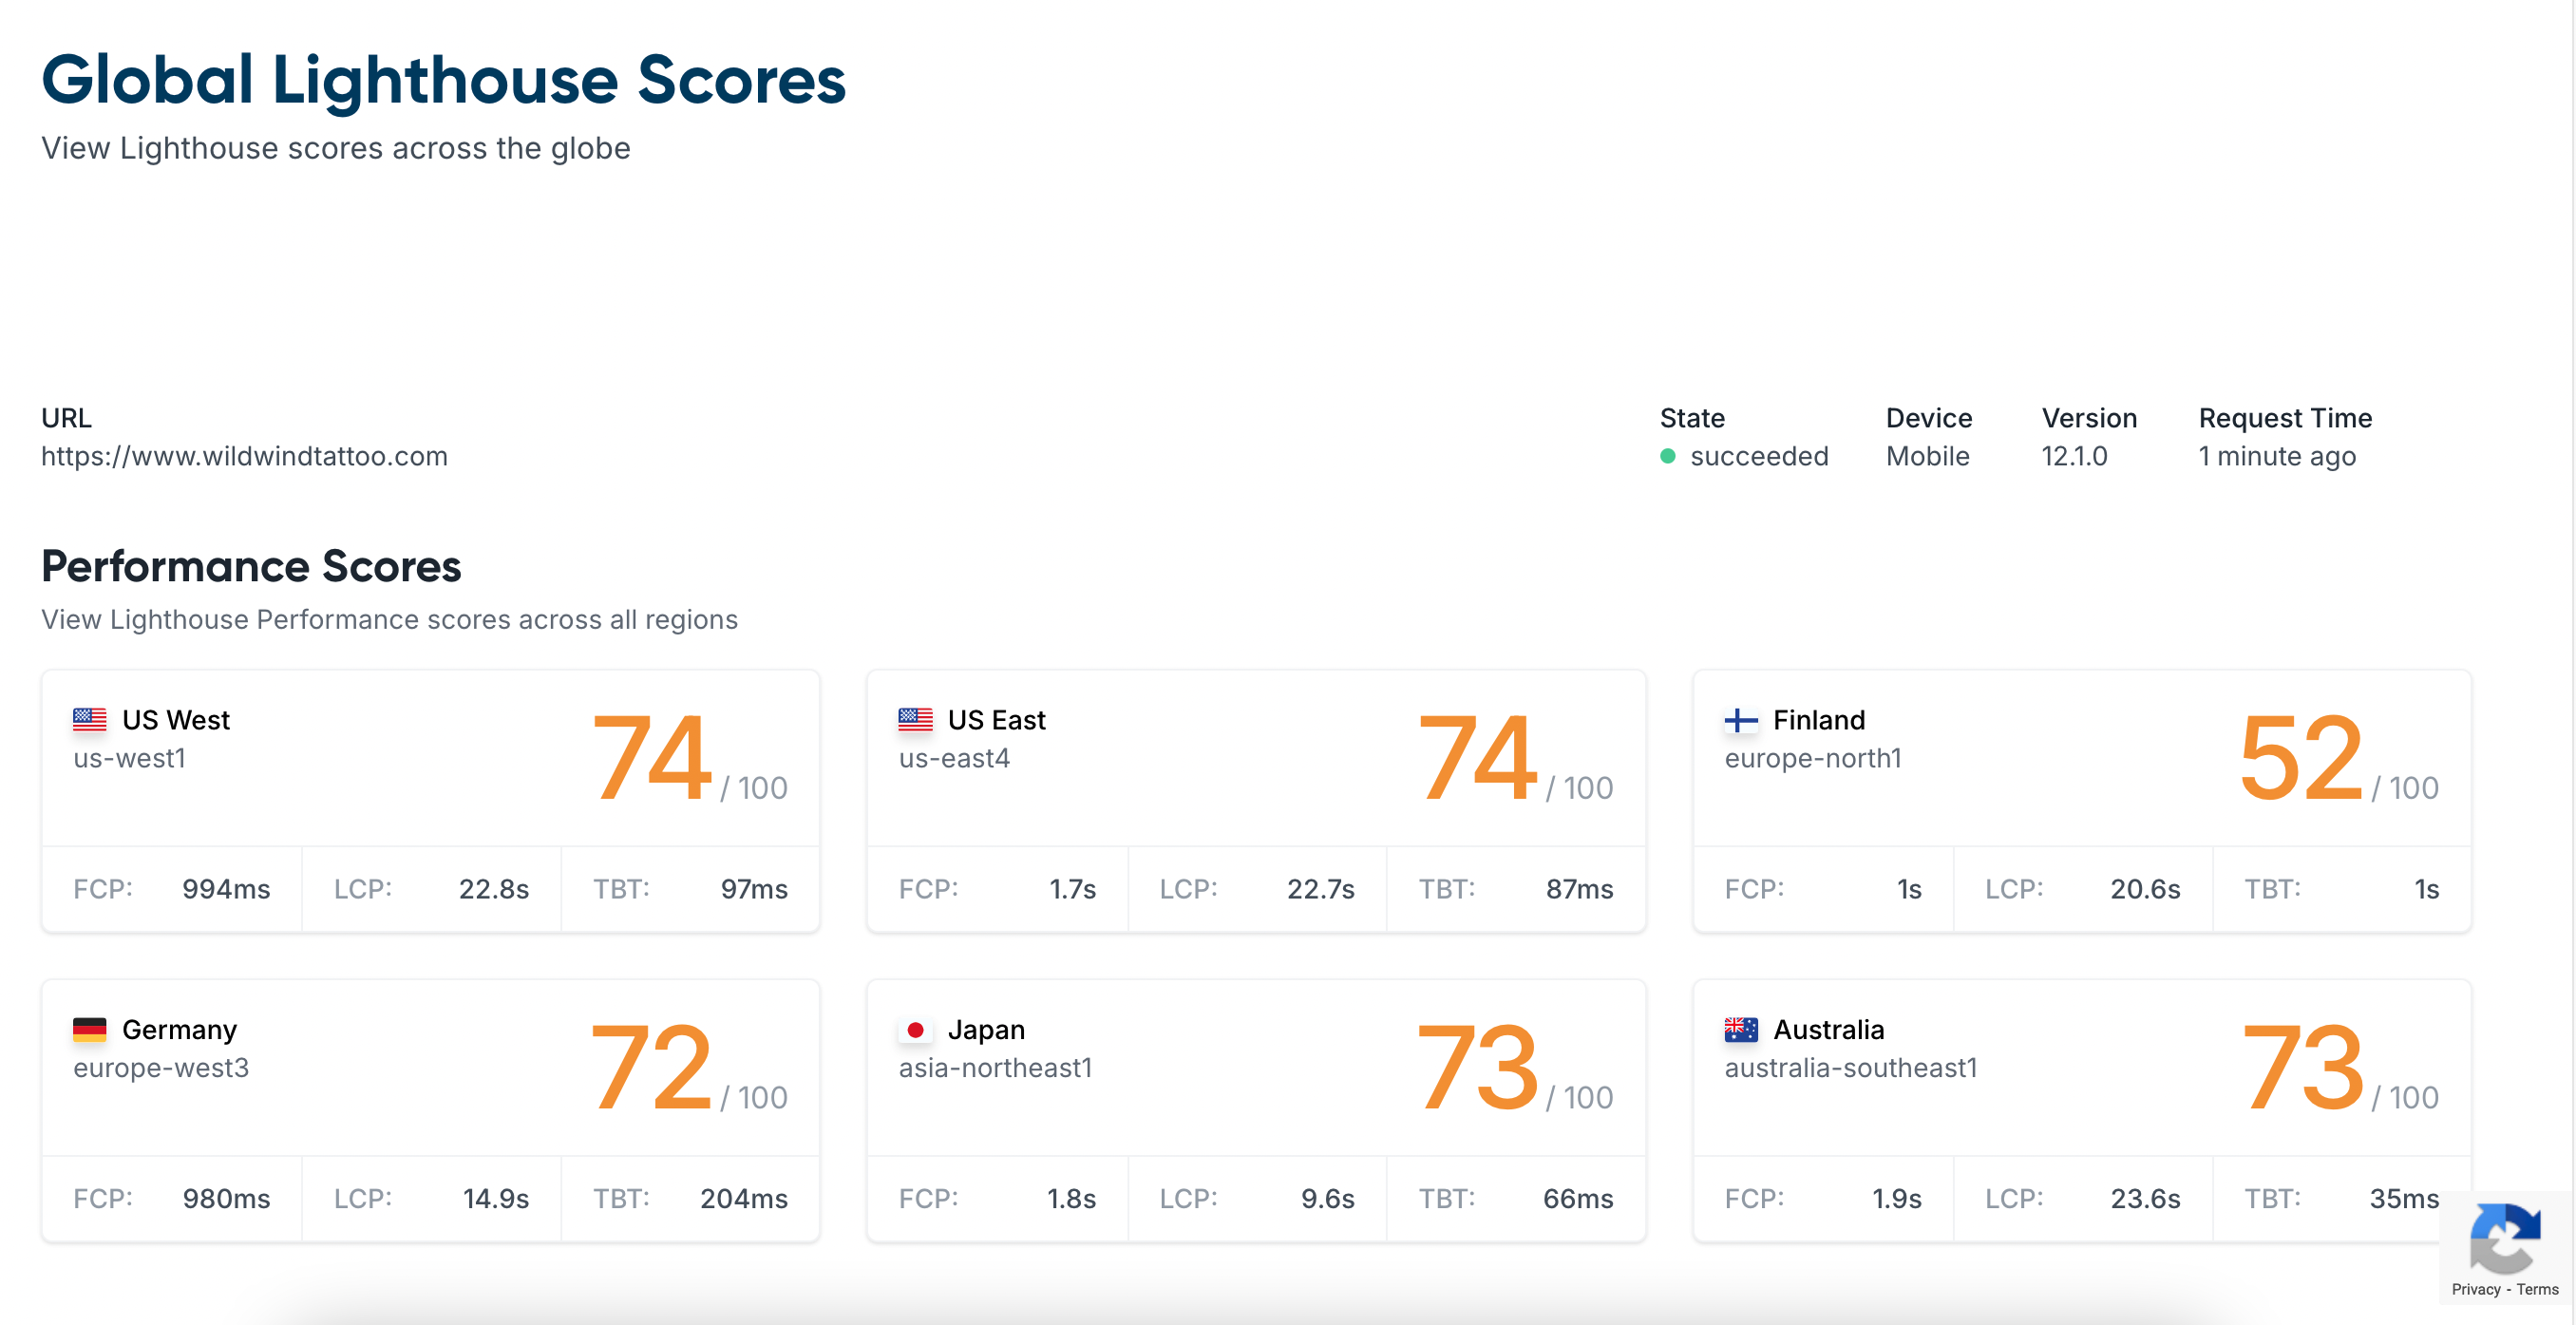 Global Lighthouse Scores
View Lighthouse scores across the globe
URL
https://www.wildwindtattoo.com
State
succeeded
Device
Mobile
Version
12.1.0
Request Time
1 minute ago
Performance Scores
View Lighthouse Performance scores across all regions
US West
us-west1
74 / 100
FCP: 994ms LCP: 22.8s TBT: 97ms
US East
us-east4
74 / 100
FCP: 1.7s LCP: 22.7s TBT: 87ms
Finland
europe-north1
52 / 100
FCP: 1s LCP: 20.6s TBT: 1s
Germany
europe-west3
72 / 100
FCP: 980ms LCP: 14.9s TBT: 204ms
Japan
asia-northeast1
73 / 100
FCP: 1.8s LCP: 9.6s TBT: 66ms
Australia
australia-southeast1
73 / 100
FCP: 1.9s LCP: 23.6s TBT: 35ms
Privacy - Terms